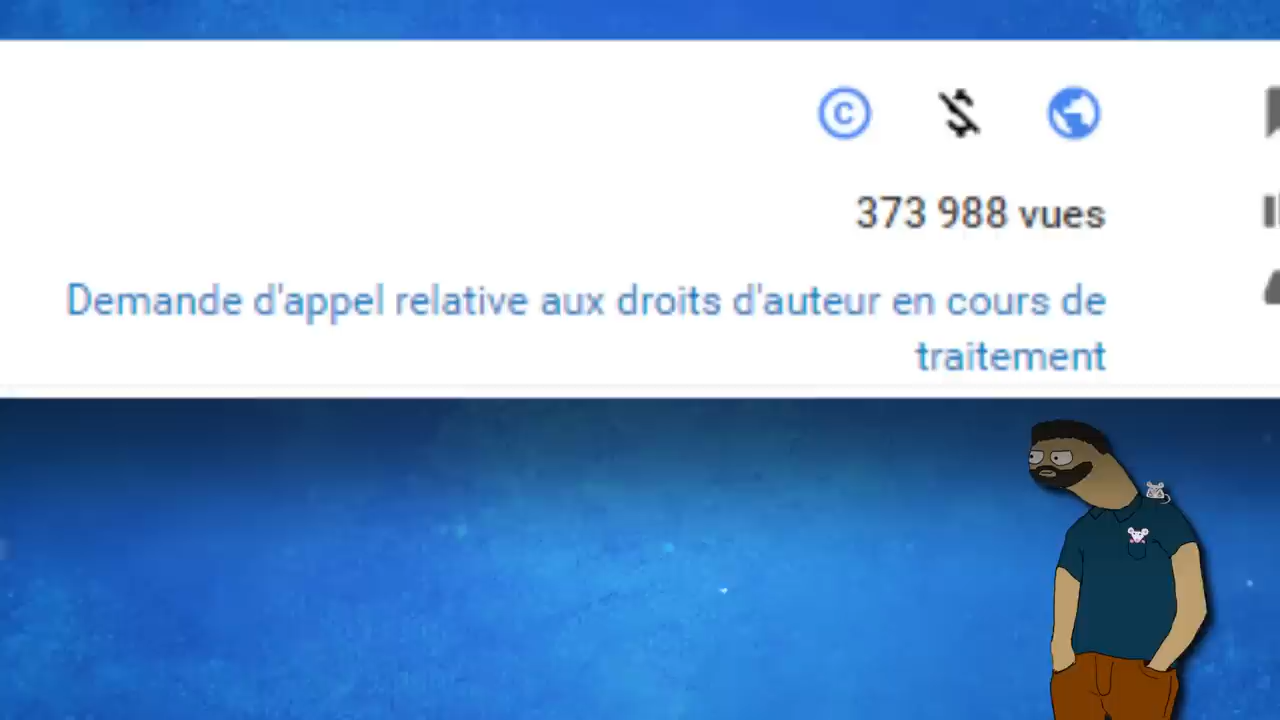 373 988 vues
Demande d'appel relative aux droits d'auteur en cours de
traitement